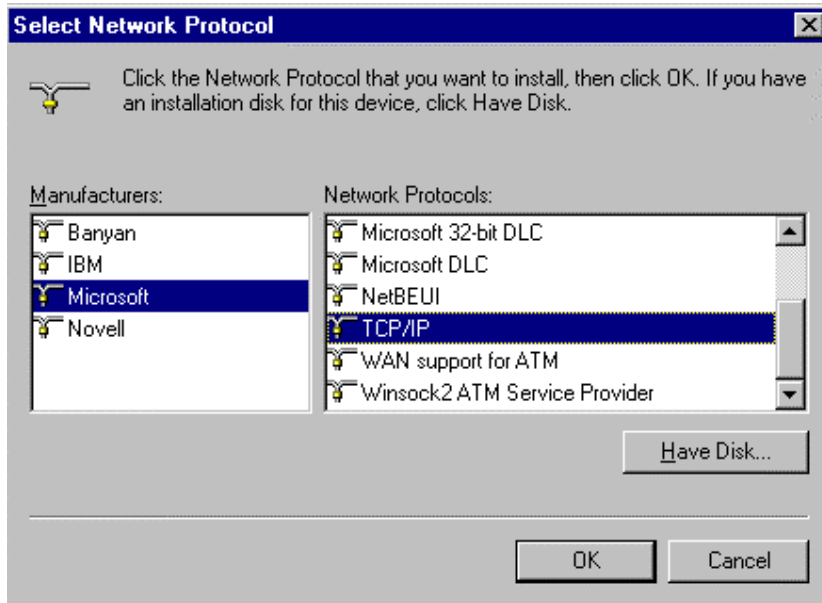 Select Network Protocol
Click the Network Protocol that you want to install, then click OK. If you have
an installation disk for this device, click Have Disk.
Manufacturers:
Banyan
IBM
Microsoft
Novell
Network Protocols:
Microsoft 32-bit DLC
Microsoft DLC
NetBEUI
TCP/IP
WAN support for ATM
Winsock2 ATM Service Provider
Have Disk...
OK
Cancel